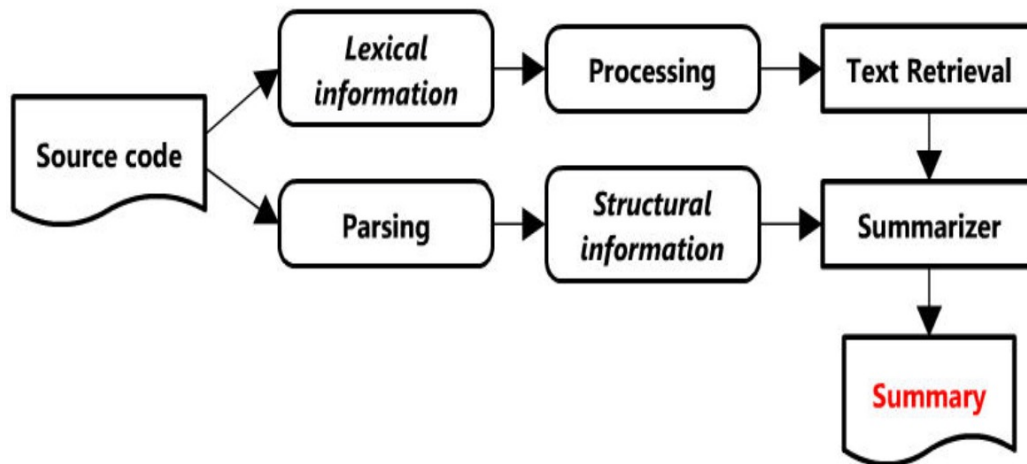 Lexical
information
Processing
Text Retrieval
Source code
Parsing
Structural
information
Summarizer
Summary